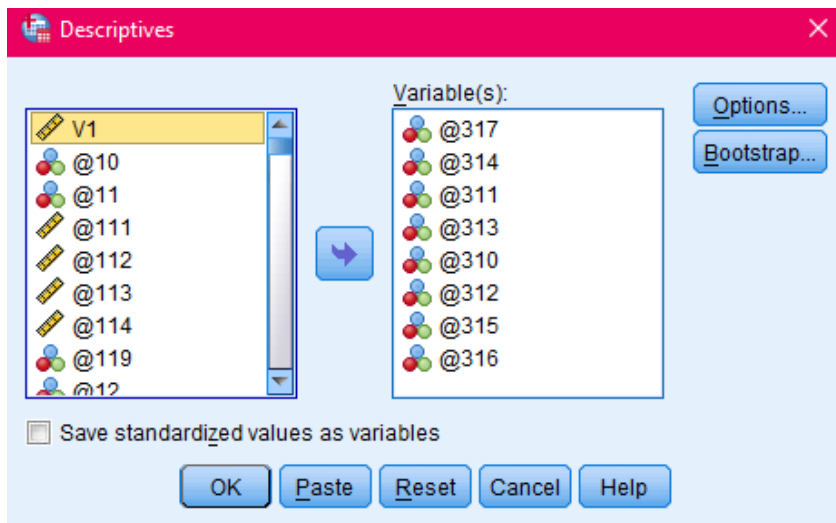 Descriptives
V1
@10
@11
@111
@112
@113
@114
@119
@12
Variable(s):
@317
@314
@311
@313
@310
@312
@315
@316
Options...
Bootstrap...
Save standardized values as variables
OK Paste Reset Cancel Help